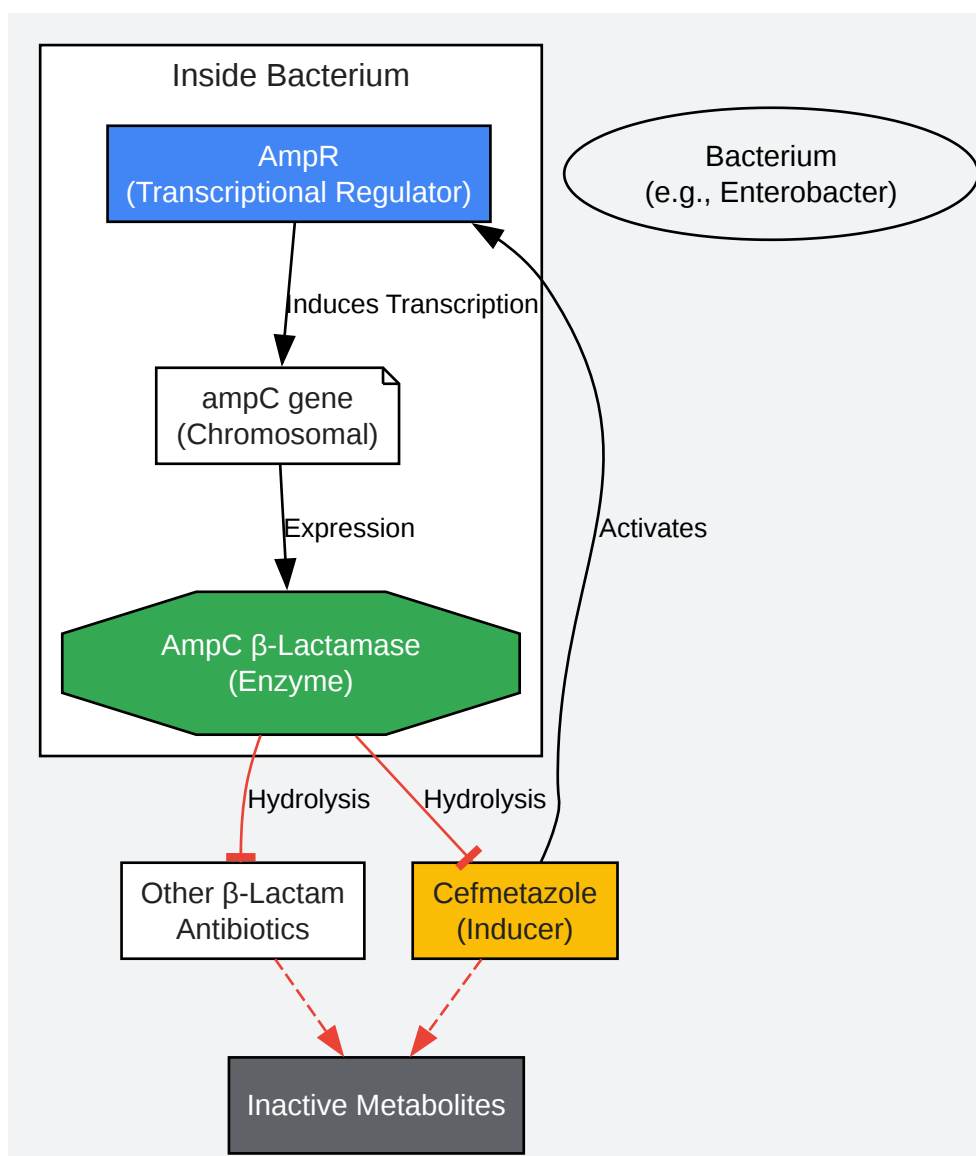 Inside Bacterium
AmpR
(Transcriptional Regulator)
Bacterium
(e.g., Enterobacter)
Induces Transcription
ampC gene
(Chromosomal)
Expression
Activates
AmpC β-Lactamase
(Enzyme)
Hydrolysis
Hydrolysis
Other β-Lactam
Antibiotics
Cefmetazole
(Inducer)
Inactive Metabolites